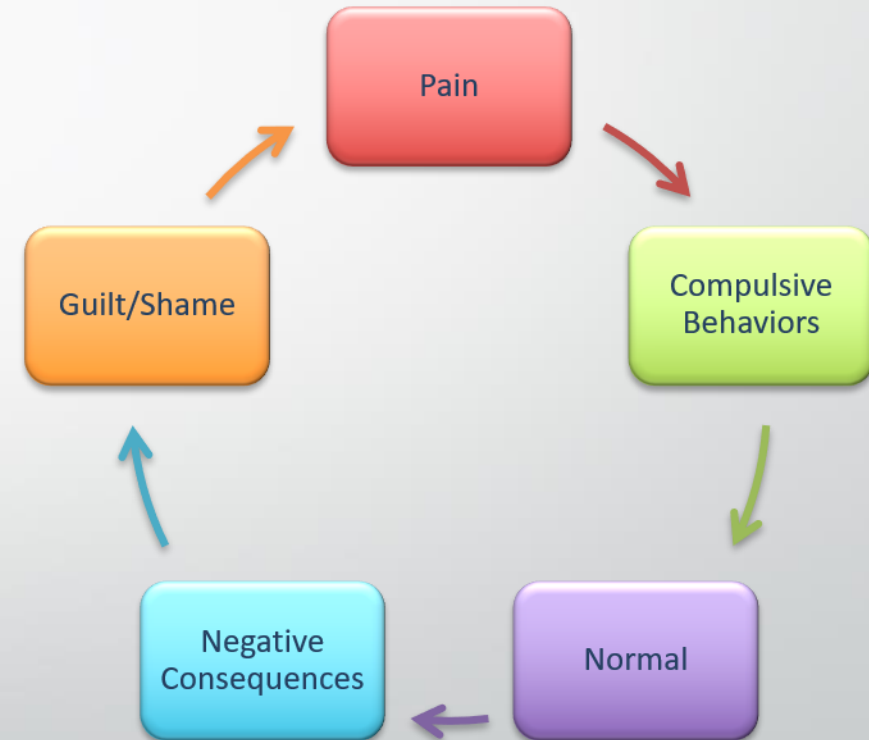 Pain
Compulsive
Behaviors
Normal
Negative
Consequences
Guilt/Shame